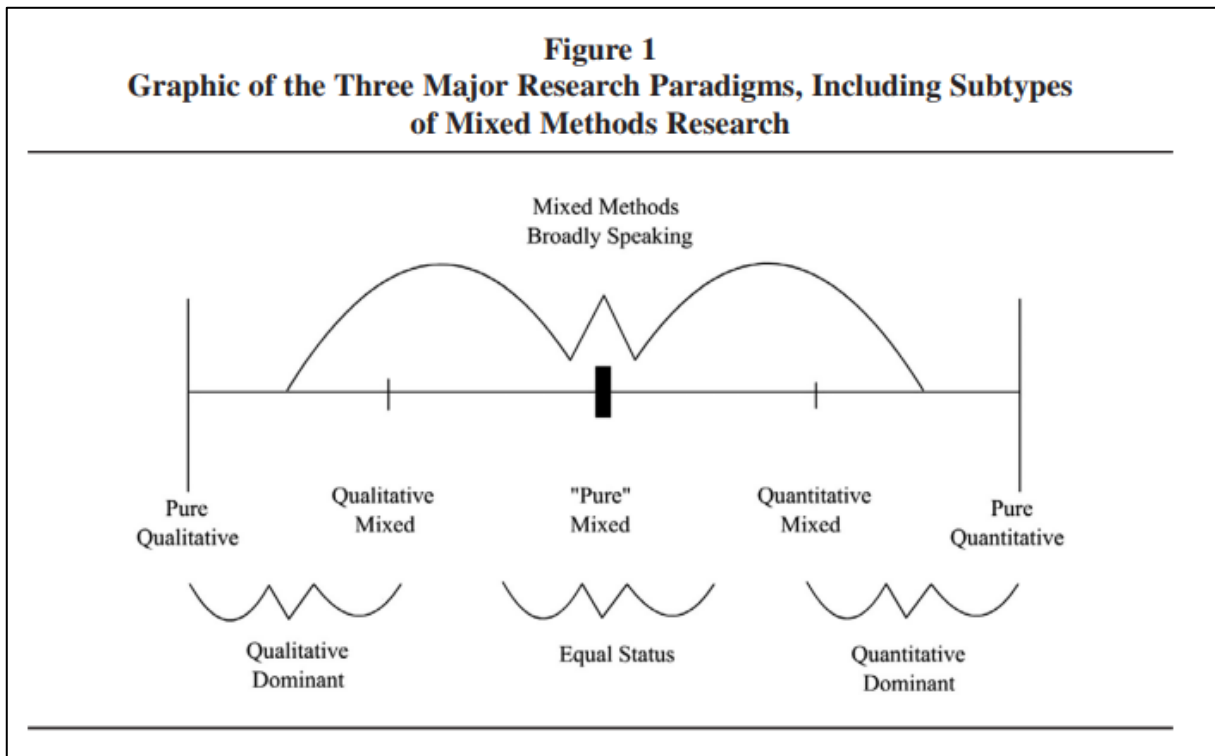 Figure 1
Graphic of the Three Major Research Paradigms, Including Subtypes
of Mixed Methods Research
Mixed Methods
Broadly Speaking
Pure
Qualitative
Qualitative
Mixed
"Pure"
Mixed
Quantitative
Mixed
Pure
Quantitative
Qualitative
Dominant
Equal Status
Quantitative
Dominant